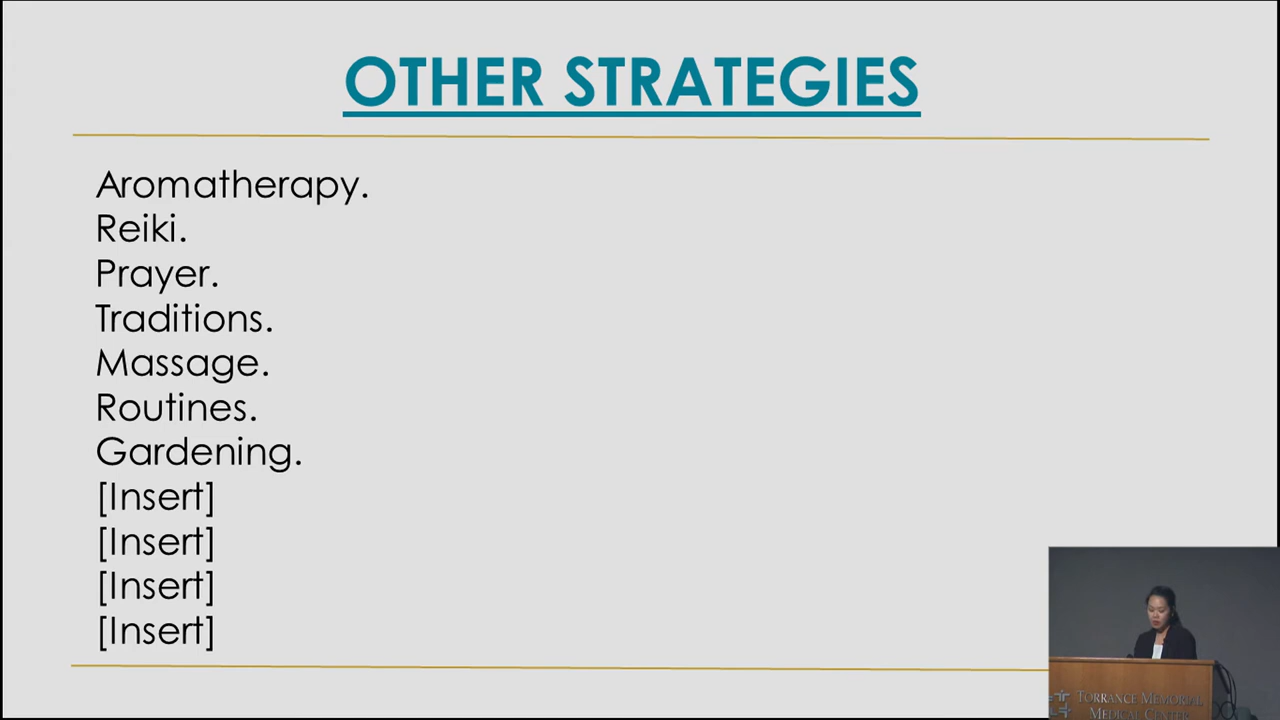 OTHER STRATEGIES
Aromatherapy.
Reiki.
Prayer.
Traditions.
Massage.
Routines.
Gardening.
[Insert]
[Insert]
[Insert]
[Insert]
TORRANCE MEMORIAL
MEDICAL CENTER